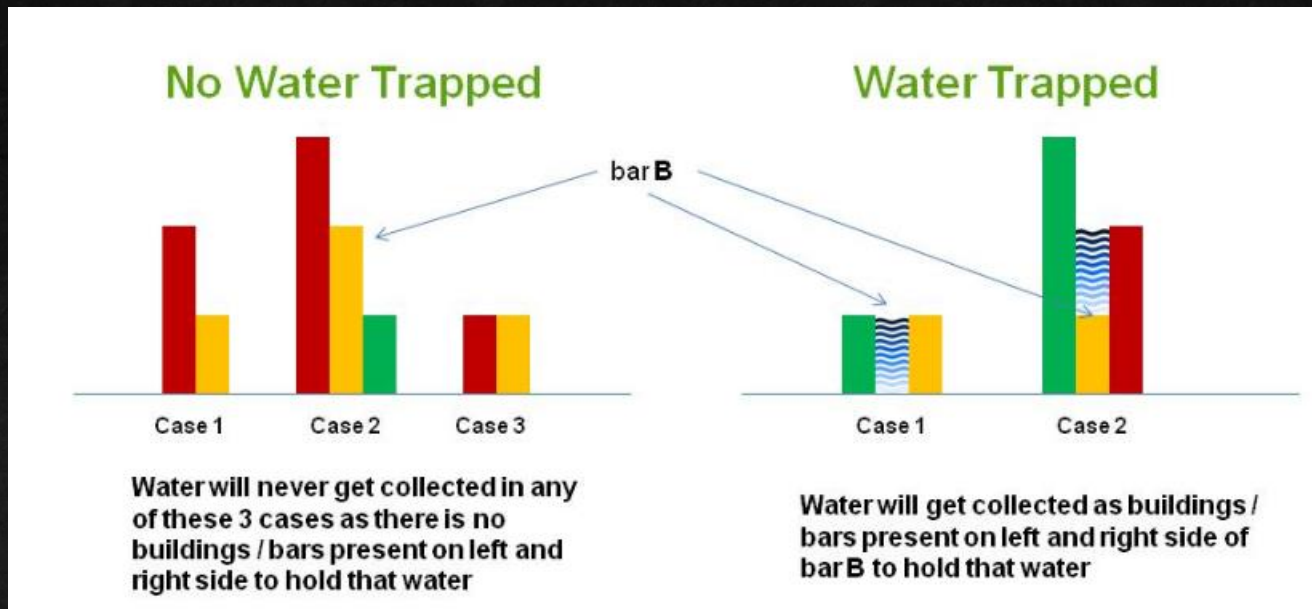 No Water Trapped
Water Trapped
bar B
Case 1
Case 2
Case 3
Case 1
Case 2
Water will never get collected in any
of these 3 cases as there is no
buildings / bars present on left and
right side to hold that water
Water will get collected as buildings /
bars present on left and right side of
bar B to hold that water